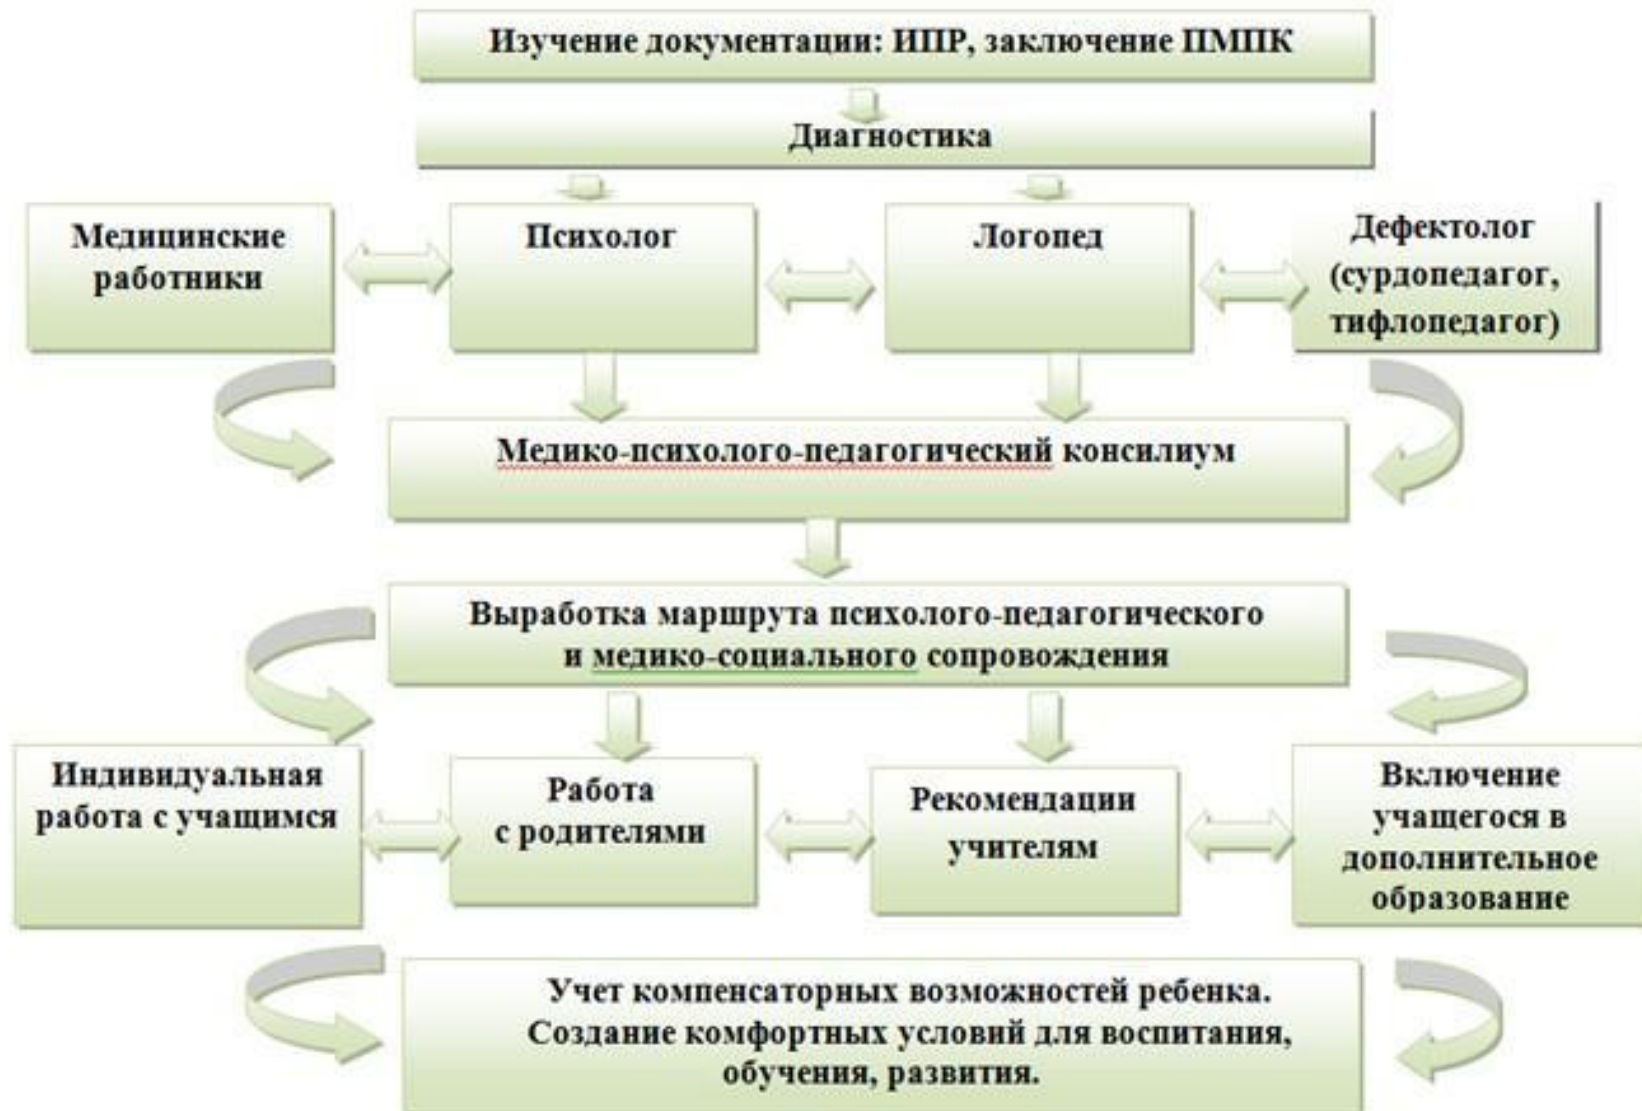 Изучение документации: ИПР, заключение ПМПК
Диагностика
Медицинские
работники
Психолог
Логопед
Дефектолог
(сурдопедагог,
тифлопедагог)
Медико-психолого-педагогический консилиум
Выработка маршрута психолого-педагогического
и медико-социального сопровождения
Индивидуальная
работа с учащимся
Работа
с родителями
Рекомендации
учителям
Включение
учащегося в
дополнительное
образование
Учет компенсаторных возможностей ребенка.
Создание комфортных условий для воспитания,
обучения, развития.